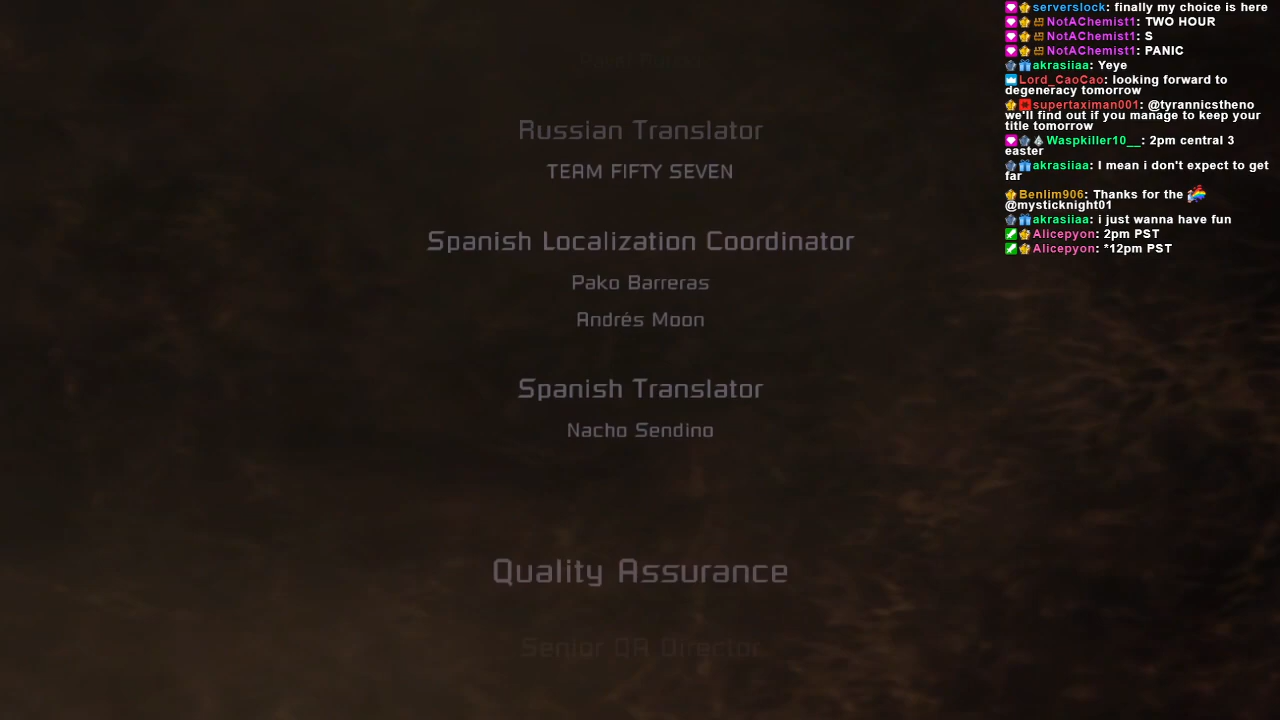 Russian Translator
TEAM FIFTY SEVEN
Spanish Localization Coordinator
Pako Barreras
Andrés Moon
Spanish Translator
Nacho Sendino
Quality Assurance
Senior QA Director
serverslock: finally my choice is here
NotAChemist1: TWO HOUR
NotAChemist1: S
NotAChemist1: PANIC
akrasiiaa: Yeye
Lord_CaoCao: looking forward to
degeneracy tomorrow
supertaximan001: @tyrannicstheno
we'll find out if you manage to keep your
title tomorrow
Waspkiller10__: 2pm central 3
easter
akrasiiaa: I mean i don't expect to get
far
Benlim906: Thanks for the
@mysticknight01
akrasiiaa: i just wanna have fun
Alicepyon: 2pm PST
Alicepyon: *12pm PST